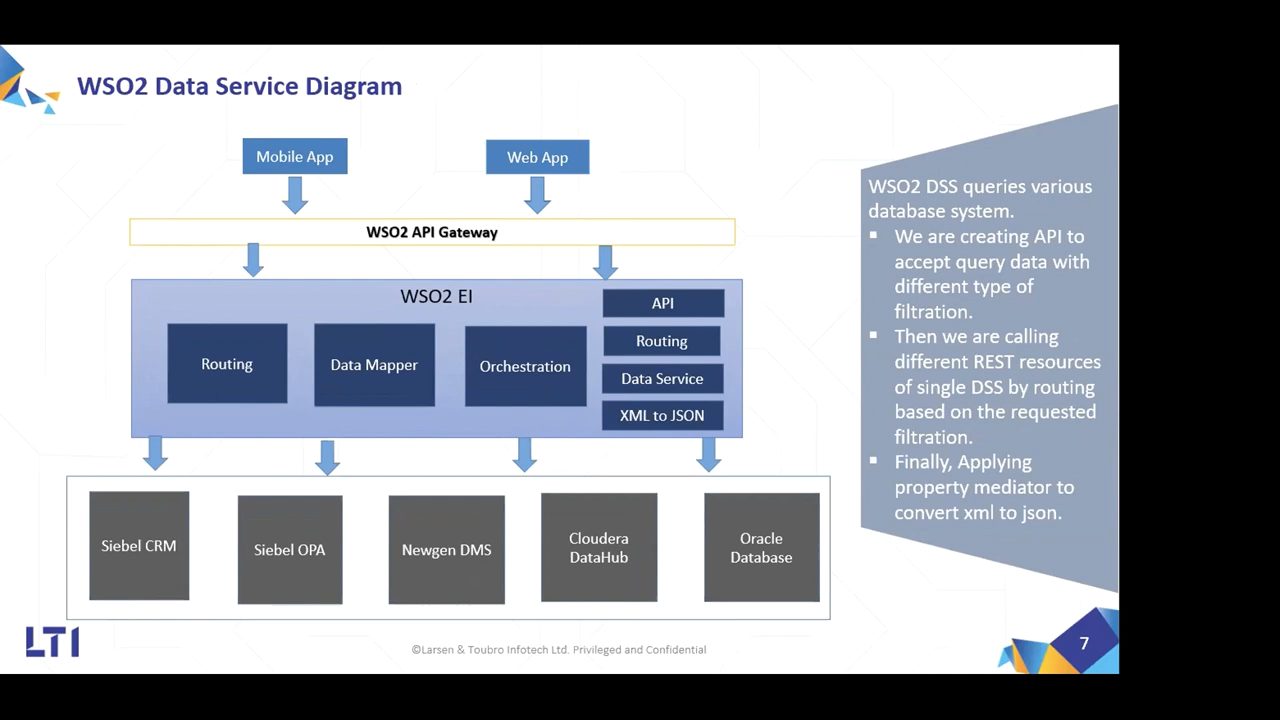 WSO2 Data Service Diagram
Mobile App
Web App
WSO2 API Gateway
WSO2 EI
Routing
Data Mapper
Orchestration
API
Routing
Data Service
XML to JSON
Siebel CRM
Siebel OPA
Newgen DMS
Cloudera
DataHub
Oracle
Database
WSO2 DSS queries various
database system.
▪ We are creating API to
accept query data with
different type of
filtration.
▪ Then we are calling
different REST resources
of single DSS by routing
based on the requested
filtration.
▪ Finally, Applying
property mediator to
convert xml to json.
LTI
©Larsen & Toubro Infotech Ltd. Privileged and Confidential
7